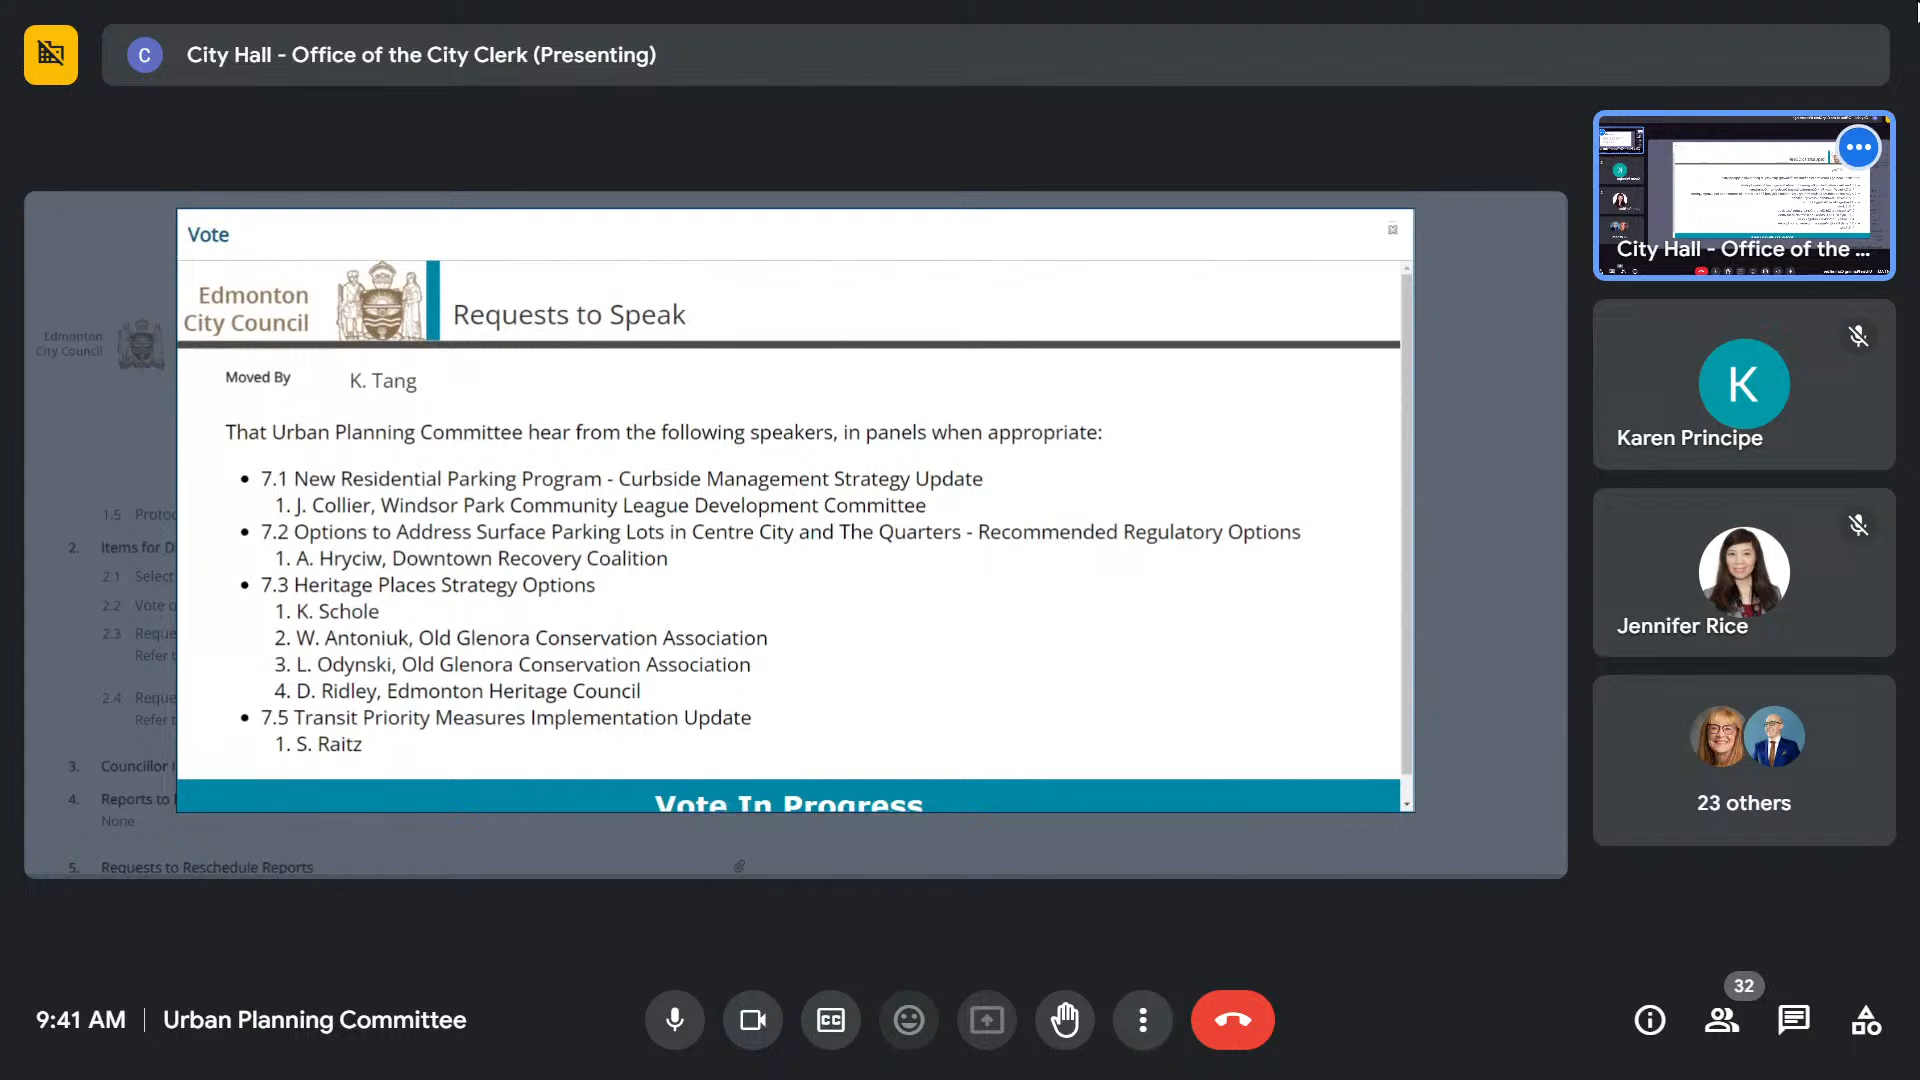 C City Hall - Office of the City Clerk (Presenting)
Vote
Edmonton
City Council
Requests to Speak
Moved By K. Tang
That Urban Planning Committee hear from the following speakers, in panels when appropriate:
• 7.1 New Residential Parking Program - Curbside Management Strategy Update
1. J. Collier, Windsor Park Community League Development Committee
• 7.2 Options to Address Surface Parking Lots in Centre City and The Quarters - Recommended Regulatory Options
1. A. Hryciw, Downtown Recovery Coalition
• 7.3 Heritage Places Strategy Options
1. K. Schole
2. W. Antoniuk, Old Glenora Conservation Association
3. L. Odynski, Old Glenora Conservation Association
4. D. Ridley, Edmonton Heritage Council
• 7.5 Transit Priority Measures Implementation Update
1. S. Raitz
Vote In Progress
Edmonton
City Council
1.5 Protoc
2. Items for D
2.1 Select
2.2 Vote o
2.3 Reque
Refer t
2.4 Reque
Refer t
3. Councillor I
4. Reports to
None
5. Requests to Reschedule Reports
City Hall - Office of the ...
K
Karen Principe
Jennifer Rice
23 others
9:41 AM | Urban Planning Committee
CC
32